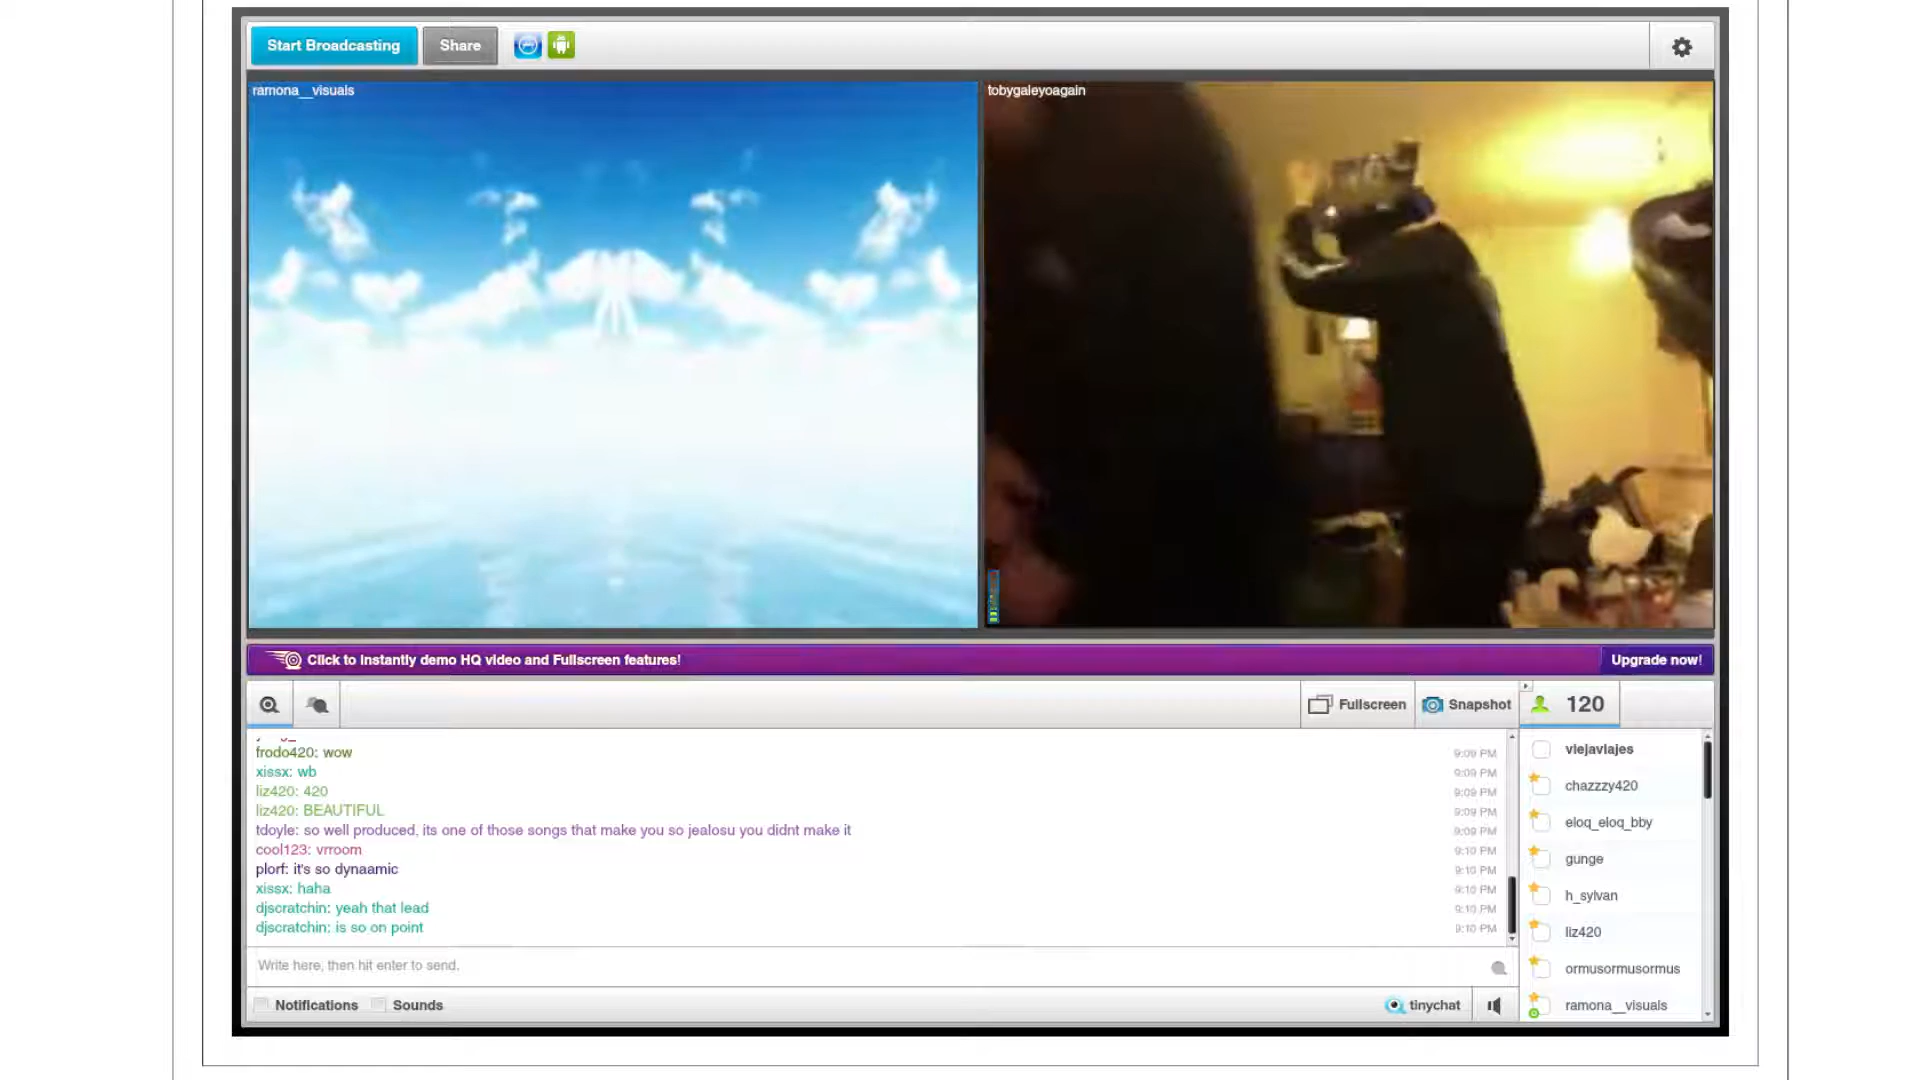 Start Broadcasting
Share
ramona__visuals
tobygaleyoagain
Click to instantly demo HQ video and Fullscreen features!
Upgrade now!
Fullscreen
Snapshot
120
frodo420: wow
9:09 PM
xissx: wb
9:09 PM
liz420: 420
9:09 PM
liz420: BEAUTIFUL
9:09 PM
tdoyle: so well produced, its one of those songs that make you so jealosu you didnt make it
9:09 PM
cool123: vrroom
9:10 PM
plorf: it's so dynaamic
9:10 PM
xissx: haha
9:10 PM
djscratchin: yeah that lead
9:10 PM
djscratchin: is so on point
9:10 PM
viejaviajes
chazzzy420
eloq_eloq_bby
gunge
h_sylvan
liz420
ormusormusormus
ramona__visuals
Write here, then hit enter to send.
Notifications
Sounds
tinychat